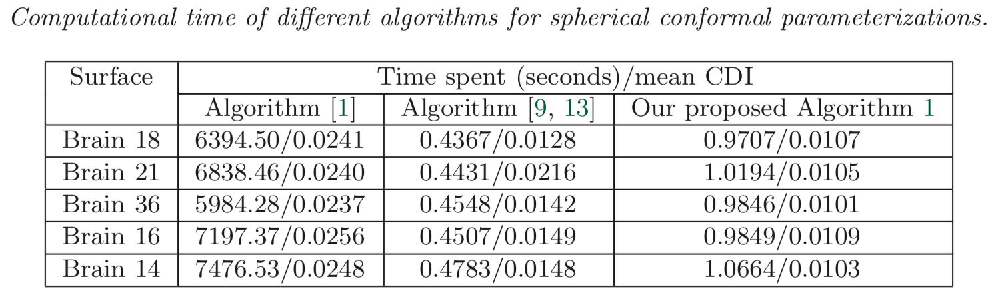 Computational time of different algorithms for spherical conformal parameterizations.
Surface Time spent (seconds)/mean CDI
Algorithm [1] Algorithm [9, 13] Our proposed Algorithm 1
Brain 18 6394.50/0.0241 0.4367/0.0128 0.9707/0.0107
Brain 21 6838.46/0.0240 0.4431/0.0216 1.0194/0.0105
Brain 36 5984.28/0.0237 0.4548/0.0142 0.9846/0.0101
Brain 16 7197.37/0.0256 0.4507/0.0149 0.9849/0.0109
Brain 14 7476.53/0.0248 0.4783/0.0148 1.0664/0.0103